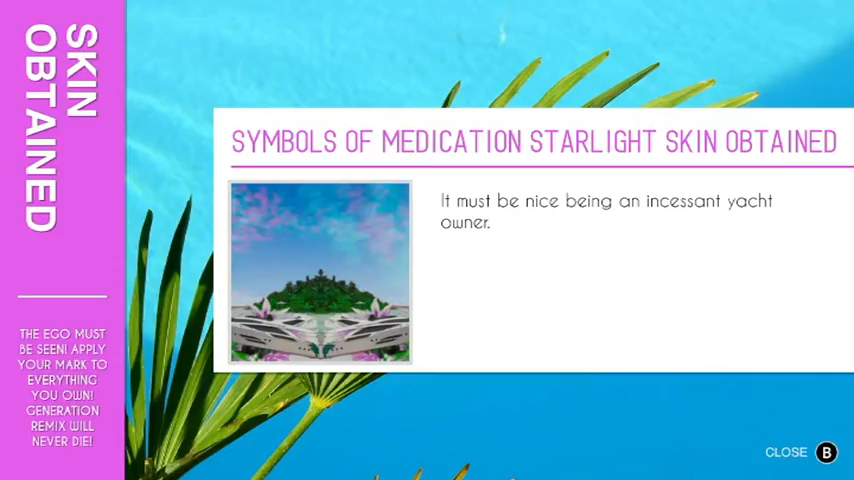 SKIN
OBTAINED
THE EGO MUST
BE SEEN! APPLY
YOUR MARK TO
EVERYTHING
YOU OWN!
GENERATION
REMIX WILL
NEVER DIE!
SYMBOLS OF MEDICATION STARLIGHT SKIN OBTAINED
It must be nice being an incessant yacht
owner.
CLOSE B